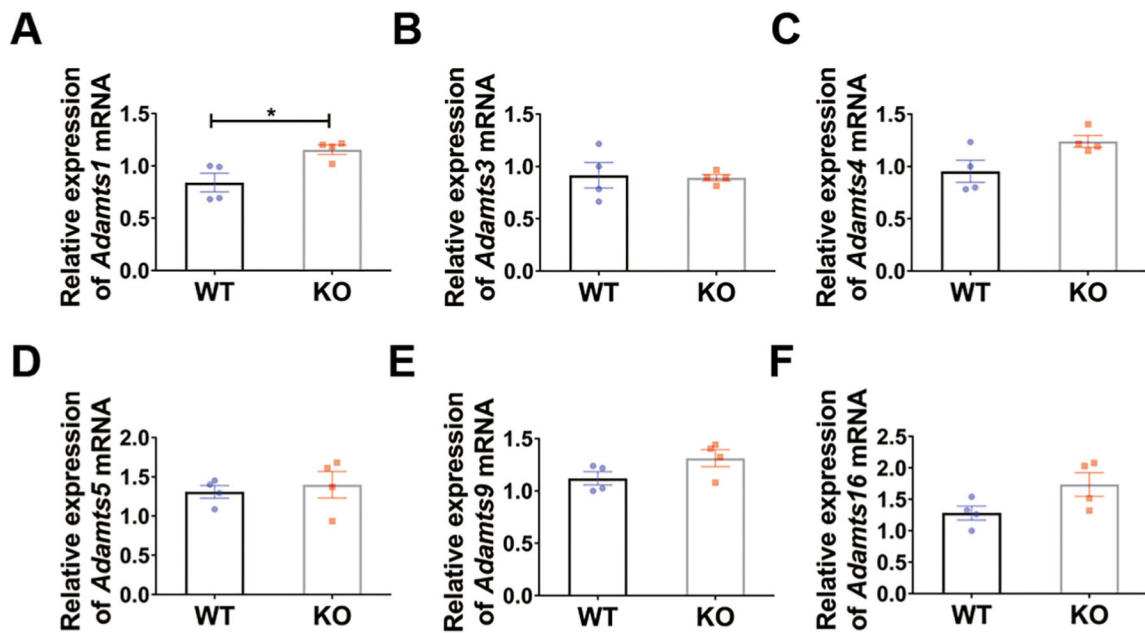 A
Relative expression
of Adamts1 mRNA
1.5
1.0
0.5
0.0
*
WT
KO
B
Relative expression
of Adamts3 mRNA
1.5
1.0
0.5
0.0
WT
KO
C
Relative expression
of Adamts4 mRNA
1.5
1.0
0.5
0.0
WT
KO
D
Relative expression
of Adamts5 mRNA
2.0
1.5
1.0
0.5
0.0
WT
KO
E
Relative expression
of Adamts9 mRNA
1.5
1.0
0.5
0.0
WT
KO
F
Relative expression
of Adamts16 mRNA
2.5
2.0
1.5
1.0
0.5
0.0
WT
KO